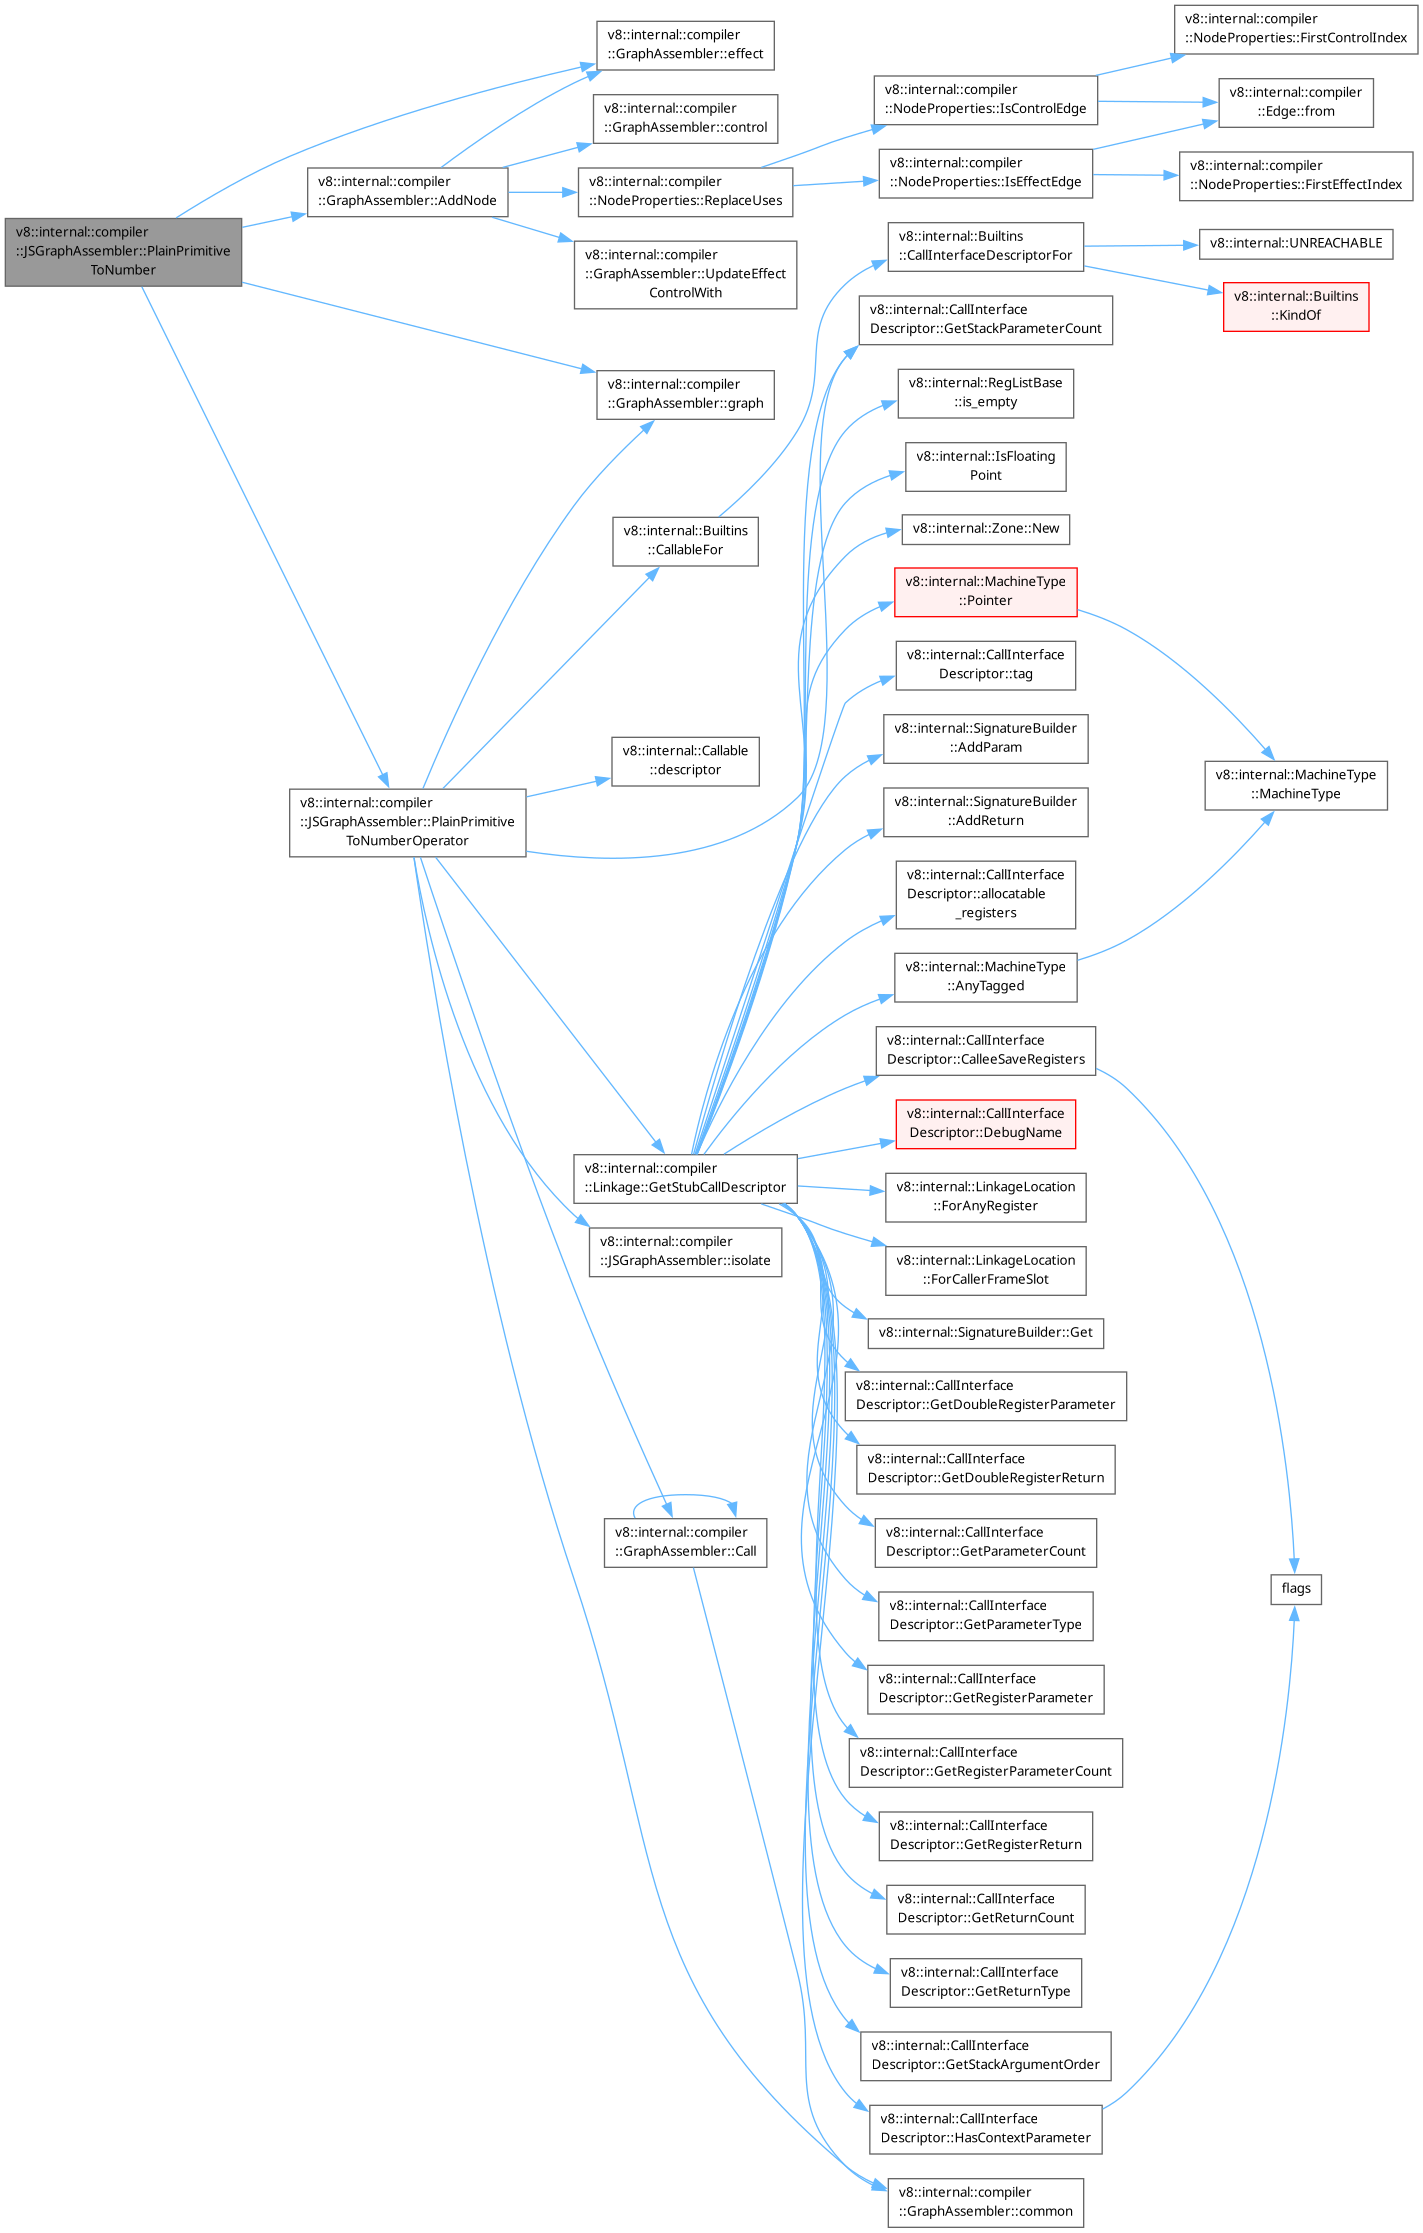 v8::internal::compiler
::JSGraphAssembler::PlainPrimitive
ToNumber
v8::internal::compiler
::GraphAssembler::effect
v8::internal::compiler
::GraphAssembler::AddNode
v8::internal::compiler
::GraphAssembler::control
v8::internal::compiler
::NodeProperties::ReplaceUses
v8::internal::compiler
::GraphAssembler::UpdateEffect
ControlWith
v8::internal::compiler
::NodeProperties::IsControlEdge
v8::internal::compiler
::NodeProperties::IsEffectEdge
v8::internal::compiler
::NodeProperties::FirstControlIndex
v8::internal::compiler
::Edge::from
v8::internal::compiler
::NodeProperties::FirstEffectIndex
v8::internal::compiler
::GraphAssembler::graph
v8::internal::compiler
::JSGraphAssembler::PlainPrimitive
ToNumberOperator
v8::internal::Builtins
::CallableFor
v8::internal::Builtins
::CallInterfaceDescriptorFor
v8::internal::UNREACHABLE
v8::internal::Builtins
::KindOf
v8::internal::Callable
::descriptor
v8::internal::CallInterface
Descriptor::GetStackParameterCount
v8::internal::compiler
::Linkage::GetStubCallDescriptor
v8::internal::compiler
::JSGraphAssembler::isolate
v8::internal::compiler
::GraphAssembler::Call
v8::internal::RegListBase
::is_empty
v8::internal::IsFloating
Point
v8::internal::Zone::New
v8::internal::MachineType
::Pointer
v8::internal::CallInterface
Descriptor::tag
v8::internal::SignatureBuilder
::AddParam
v8::internal::SignatureBuilder
::AddReturn
v8::internal::CallInterface
Descriptor::allocatable
_registers
v8::internal::MachineType
::AnyTagged
v8::internal::MachineType
::MachineType
v8::internal::CallInterface
Descriptor::CalleeSaveRegisters
v8::internal::CallInterface
Descriptor::DebugName
v8::internal::LinkageLocation
::ForAnyRegister
v8::internal::LinkageLocation
::ForCallerFrameSlot
v8::internal::SignatureBuilder::Get
v8::internal::CallInterface
Descriptor::GetDoubleRegisterParameter
v8::internal::CallInterface
Descriptor::GetDoubleRegisterReturn
v8::internal::CallInterface
Descriptor::GetParameterCount
v8::internal::CallInterface
Descriptor::GetParameterType
v8::internal::CallInterface
Descriptor::GetRegisterParameter
v8::internal::CallInterface
Descriptor::GetRegisterParameterCount
v8::internal::CallInterface
Descriptor::GetRegisterReturn
v8::internal::CallInterface
Descriptor::GetReturnCount
v8::internal::CallInterface
Descriptor::GetReturnType
v8::internal::CallInterface
Descriptor::GetStackArgumentOrder
v8::internal::CallInterface
Descriptor::HasContextParameter
flags
v8::internal::compiler
::GraphAssembler::common